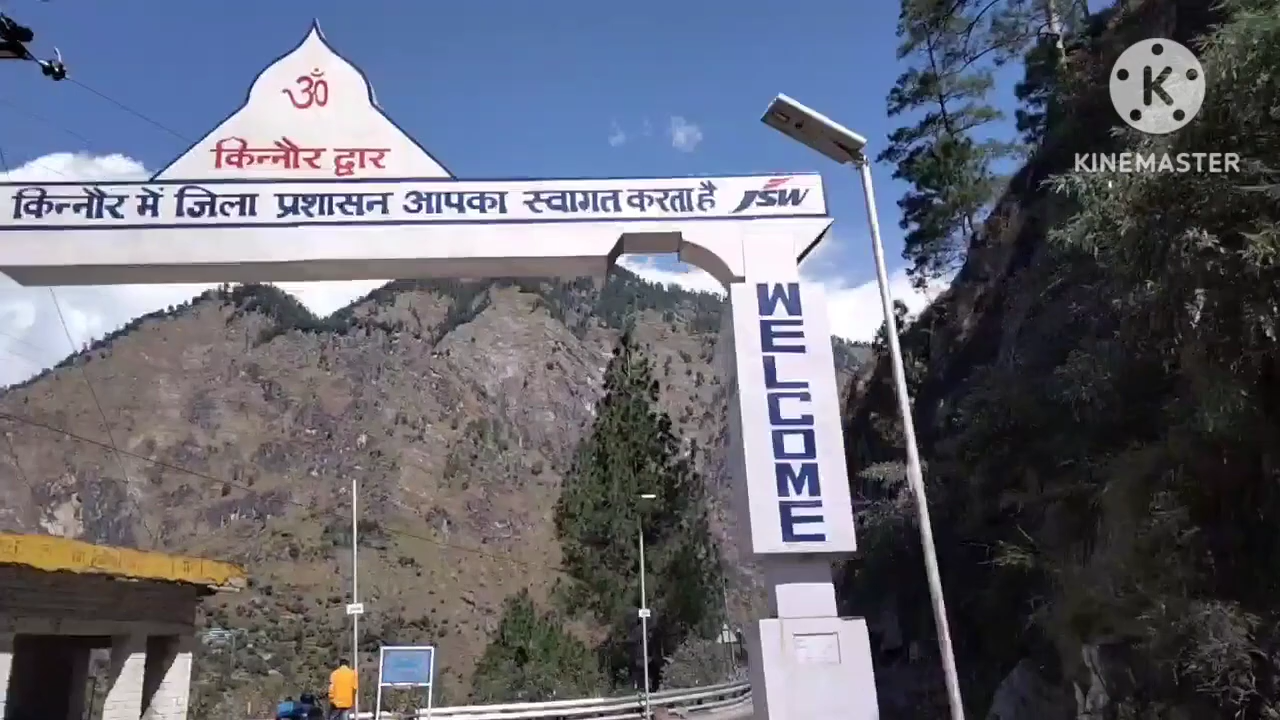 ॐ
किन्नौर द्वार
किन्नौर में जिला प्रशासन आपका स्वागत करता है JSW
WELCOME
K
KINEMASTER